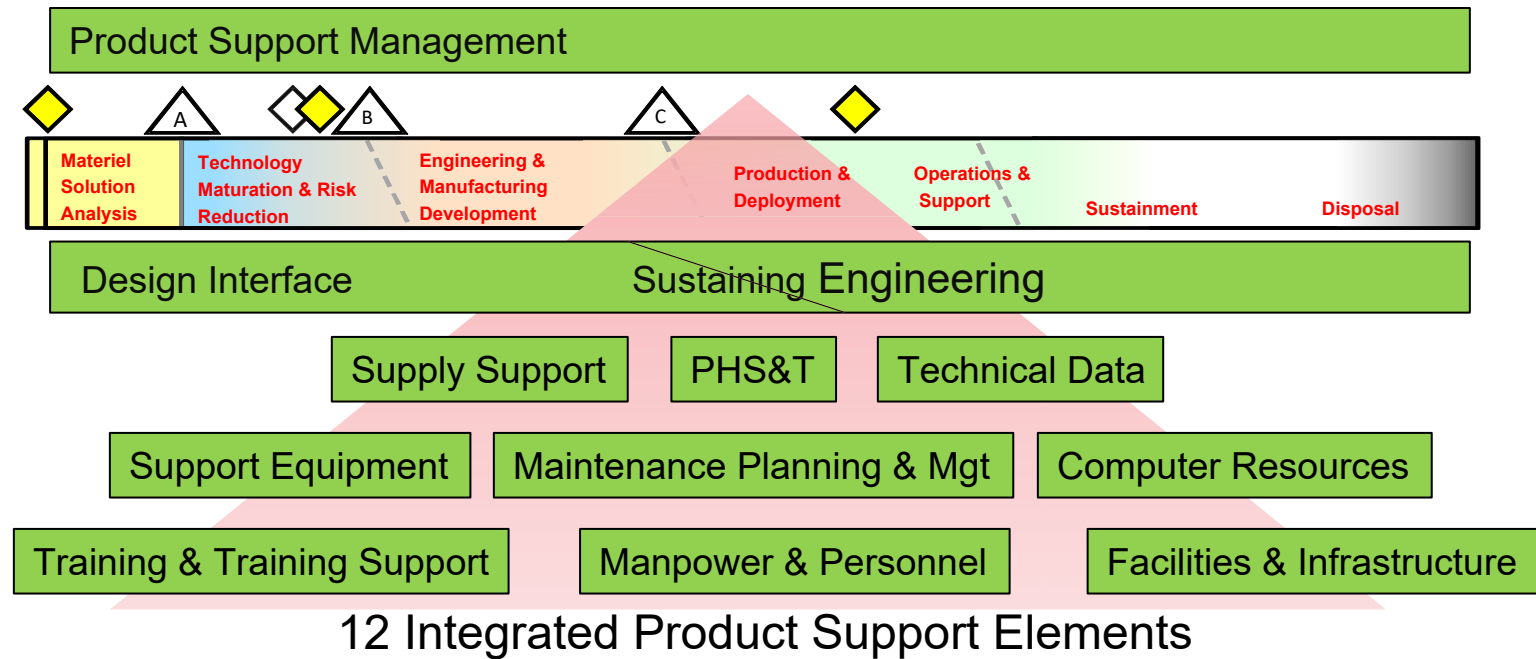 Product Support Management
A
B
C
Materiel
Solution
Analysis
Technology
Maturation & Risk
Reduction
Engineering &
Manufacturing
Development
Production &
Deployment
Operations &
Support
Sustainment
Disposal
Design Interface
Sustaining Engineering
Supply Support
PHS&T
Technical Data
Support Equipment
Maintenance Planning & Mgt
Computer Resources
Training & Training Support
Manpower & Personnel
Facilities & Infrastructure
12 Integrated Product Support Elements